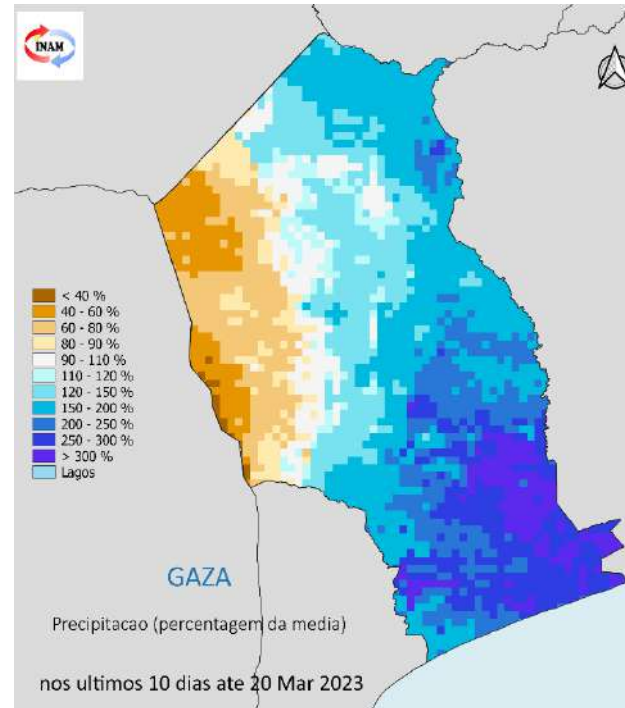 INAM
< 40 %
40 - 60 %
60 - 80 %
80 - 90 %
90 - 110 %
110 - 120 %
120 - 150 %
150 - 200 %
200 - 250 %
250 - 300 %
> 300 %
Lagos
GAZA
Precipitacao (percentagem da media)
nos ultimos 10 dias ate 20 Mar 2023